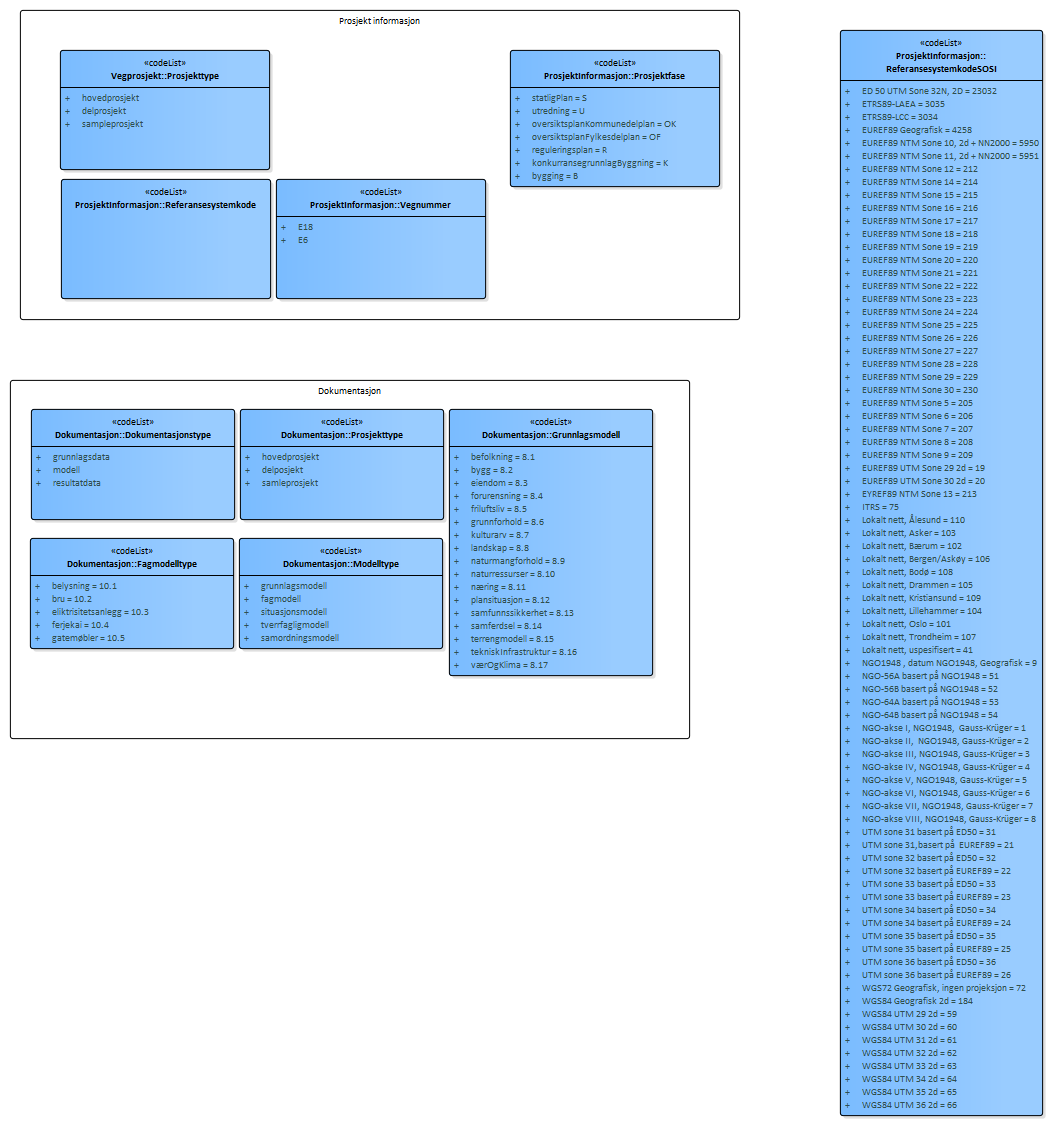 Prosjekt informasjon
«codeList»
Vegprosjekt::Prosjekttype
+ hovedprosjekt
+ delprosjekt
+ sampleprosjekt
«codeList»
ProsjektInformasjon::Prosjektfase
+ statligPlan = S
+ utredning = U
+ oversiktsplanKommunedelplan = OK
+ oversiktsplanFylkesdelplan = OF
+ reguleringsplan = R
+ konkurransegrunnlagByggning = K
+ bygging = B
«codeList»
ProsjektInformasjon::Referansesystemkode
«codeList»
ProsjektInformasjon::Vegnummer
+ E18
+ E6
Dokumentasjon
«codeList»
Dokumentasjon::Dokumentasjonstype
+ grunnlagsdata
+ modell
+ resultatdata
«codeList»
Dokumentasjon::Prosjekttype
+ hovedprosjekt
+ delposjekt
+ samleprosjekt
«codeList»
Dokumentasjon::Grunnlagsmodell
+ befolkning = 8.1
+ bygg = 8.2
+ eiendom = 8.3
+ forurensning = 8.4
+ friluftsliv = 8.5
+ grunnforhold = 8.6
+ kulturarv = 8.7
+ landskap = 8.8
+ naturmangforhold = 8.9
+ naturressurser = 8.10
+ næring = 8.11
+ plansituasjon = 8.12
+ samfunnssikkerhet = 8.13
+ samferdsel = 8.14
+ terrengmodell = 8.15
+ tekniskInfrastruktur = 8.16
+ værOgKlima = 8.17
«codeList»
Dokumentasjon::Fagmodelltype
+ belysning = 10.1
+ bru = 10.2
+ eliktrisitetsanlegg = 10.3
+ ferjekai = 10.4
+ gatemøbler = 10.5
«codeList»
Dokumentasjon::Modelltype
+ grunnlagsmodell
+ fagmodell
+ situasjonsmodell
+ tverrfagligmodell
+ samordningsmodell
«codeList»
ProsjektInformasjon::
ReferansesystemkodeSOSI
+ ED 50 UTM Sone 32N, 2D = 23032
+ ETRS89-LAEA = 3035
+ ETRS89-LCC = 3034
+ EUREF89 Geografisk = 4258
+ EUREF89 NTM Sone 10, 2d + NN2000 = 5950
+ EUREF89 NTM Sone 11, 2d + NN2000 = 5951
+ EUREF89 NTM Sone 12 = 212
+ EUREF89 NTM Sone 14 = 214
+ EUREF89 NTM Sone 15 = 215
+ EUREF89 NTM Sone 16 = 216
+ EUREF89 NTM Sone 17 = 217
+ EUREF89 NTM Sone 18 = 218
+ EUREF89 NTM Sone 19 = 219
+ EUREF89 NTM Sone 20 = 220
+ EUREF89 NTM Sone 21 = 221
+ EUREF89 NTM Sone 22 = 222
+ EUREF89 NTM Sone 23 = 223
+ EUREF89 NTM Sone 24 = 224
+ EUREF89 NTM Sone 25 = 225
+ EUREF89 NTM Sone 26 = 226
+ EUREF89 NTM Sone 27 = 227
+ EUREF89 NTM Sone 28 = 228
+ EUREF89 NTM Sone 29 = 229
+ EUREF89 NTM Sone 30 = 230
+ EUREF89 NTM Sone 5 = 205
+ EUREF89 NTM Sone 6 = 206
+ EUREF89 NTM Sone 7 = 207
+ EUREF89 NTM Sone 8 = 208
+ EUREF89 NTM Sone 9 = 209
+ EUREF89 UTM Sone 29 2d = 19
+ EUREF89 UTM Sone 30 2d = 20
+ EYREF89 NTM Sone 13 = 213
+ ITRS = 75
+ Lokalt nett, Ålesund = 110
+ Lokalt nett, Asker = 103
+ Lokalt nett, Bærum = 102
+ Lokalt nett, Bergen/Askøy = 106
+ Lokalt nett, Bodø = 108
+ Lokalt nett, Drammen = 105
+ Lokalt nett, Kristiansund = 109
+ Lokalt nett, Lillehammer = 104
+ Lokalt nett, Oslo = 101
+ Lokalt nett, Trondheim = 107
+ Lokalt nett, uspesifisert = 41
+ NGO1948 , datum NGO1948, Geografisk = 9
+ NGO-56A basert på NGO1948 = 51
+ NGO-56B basert på NGO1948 = 52
+ NGO-64A basert på NGO1948 = 53
+ NGO-64B basert på NGO1948 = 54
+ NGO-akse I, NGO1948, Gauss-Krüger = 1
+ NGO-akse II, NGO1948, Gauss-Krüger = 2
+ NGO-akse III, NGO1948, Gauss-Krüger = 3
+ NGO-akse IV, NGO1948, Gauss-Krüger = 4
+ NGO-akse V, NGO1948, Gauss-Krüger = 5
+ NGO-akse VI, NGO1948, Gauss-Krüger = 6
+ NGO-akse VII, NGO1948, Gauss-Krüger = 7
+ NGO-akse VIII, NGO1948, Gauss-Krüger = 8
+ UTM sone 31 basert på ED50 = 31
+ UTM sone 31,basert på EUREF89 = 21
+ UTM sone 32 basert på ED50 = 32
+ UTM sone 32 basert på EUREF89 = 22
+ UTM sone 33 basert på ED50 = 33
+ UTM sone 33 basert på EUREF89 = 23
+ UTM sone 34 basert på ED50 = 34
+ UTM sone 34 basert på EUREF89 = 24
+ UTM sone 35 basert på ED50 = 35
+ UTM sone 35 basert på EUREF89 = 25
+ UTM sone 36 basert på ED50 = 36
+ UTM sone 36 basert på EUREF89 = 26
+ WGS72 Geografisk, ingen projeksjon = 72
+ WGS84 Geografisk 2d = 184
+ WGS84 UTM 29 2d = 59
+ WGS84 UTM 30 2d = 60
+ WGS84 UTM 31 2d = 61
+ WGS84 UTM 32 2d = 62
+ WGS84 UTM 33 2d = 63
+ WGS84 UTM 34 2d = 64
+ WGS84 UTM 35 2d = 65
+ WGS84 UTM 36 2d = 66